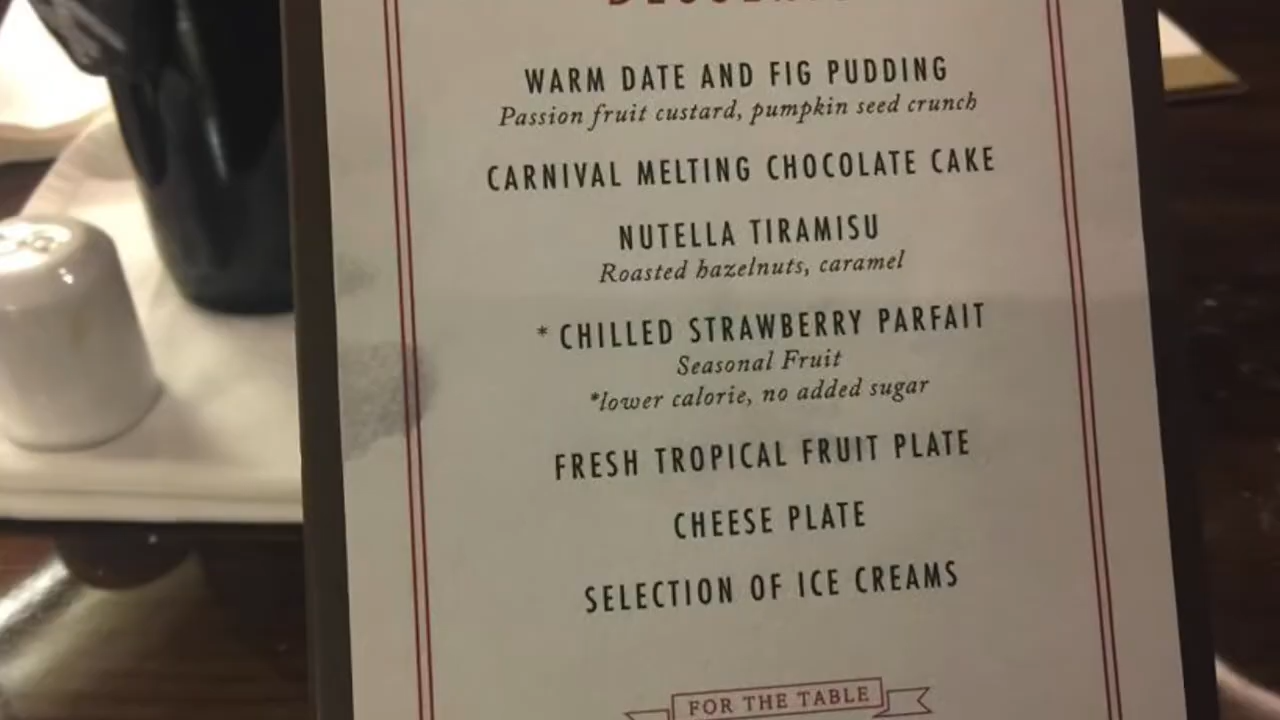 WARM DATE AND FIG PUDDING
Passion fruit custard, pumpkin seed crunch
CARNIVAL MELTING CHOCOLATE CAKE
NUTELLA TIRAMISU
Roasted hazelnuts, caramel
* CHILLED STRAWBERRY PARFAIT
Seasonal Fruit
*lower calorie, no added sugar
FRESH TROPICAL FRUIT PLATE
CHEESE PLATE
SELECTION OF ICE CREAMS
FOR THE TABLE